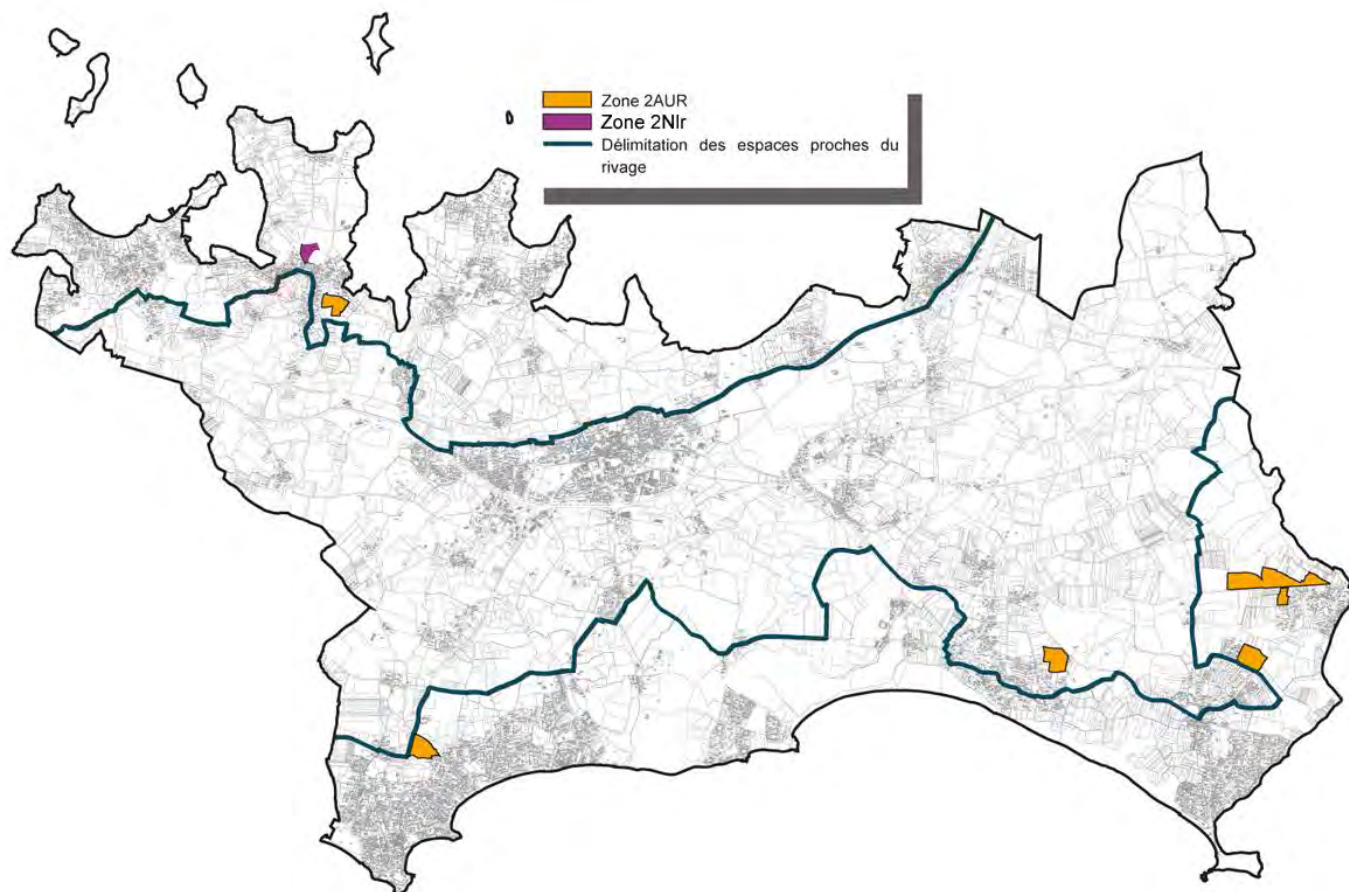 Zone 2AUR
Zone 2Nlr
Délimitation des espaces proches du
rivage